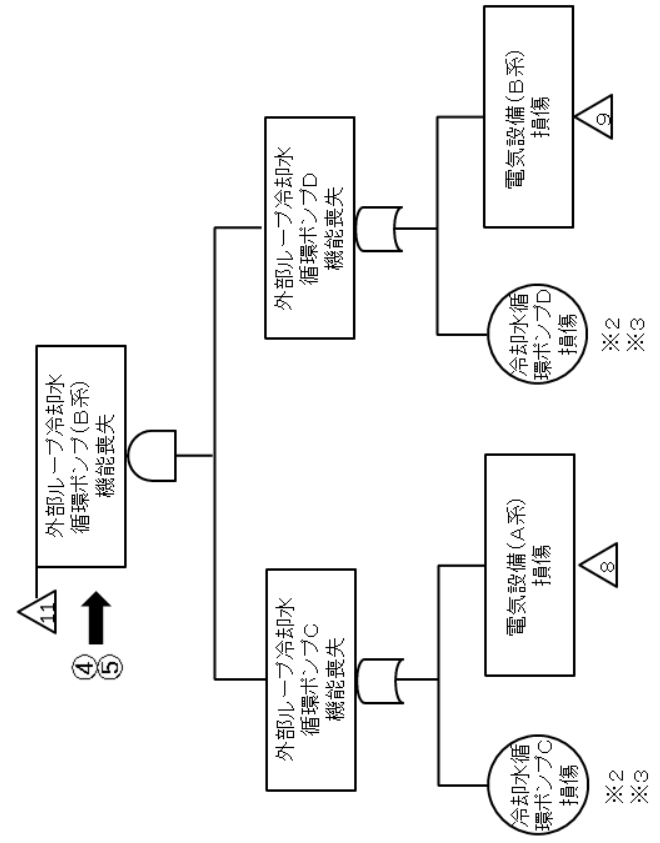 11
④
⑤
外部ループ冷却水
循環ポンプ(B系)
機能喪失
外部ループ冷却水
循環ポンプC
機能喪失
外部ループ冷却水
循環ポンプD
機能喪失
冷却水循
環ポンプC
損傷
※2
※3
電気設備(A系)
損傷
8
冷却水循
環ポンプD
損傷
※2
※3
電気設備(B系)
損傷
9